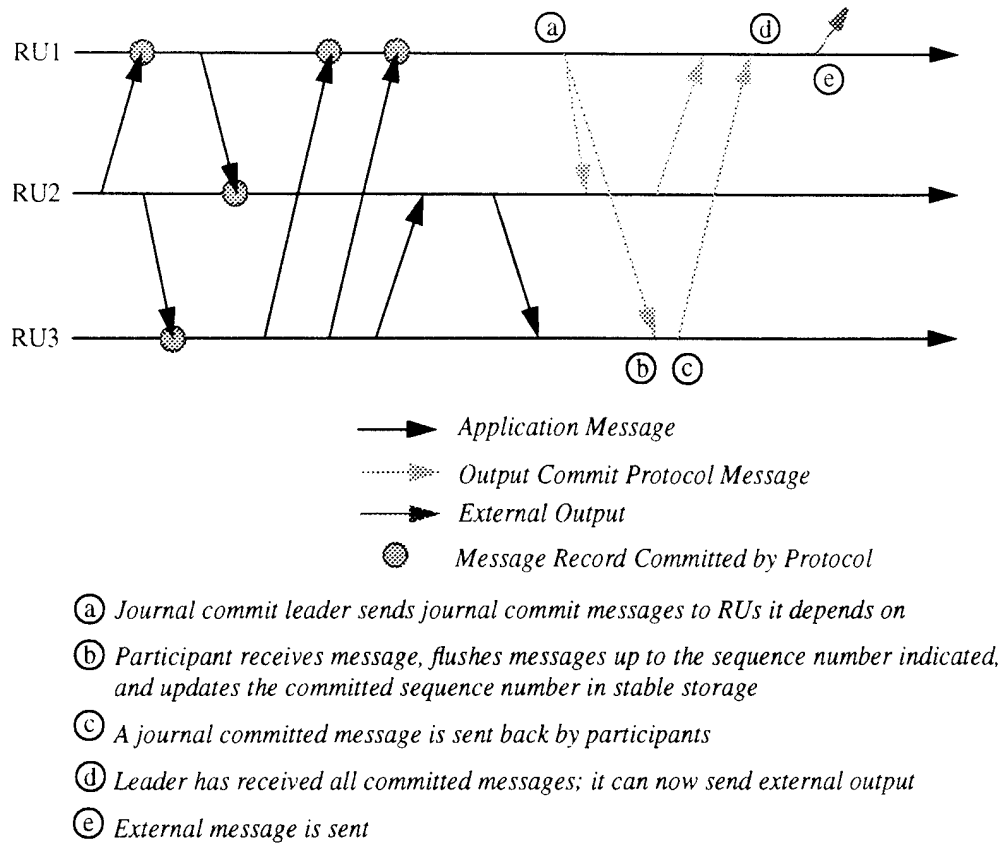 a d
RU1
e
RU2
RU3
b c
Application Message
Output Commit Protocol Message
External Output
Message Record Committed by Protocol
a Journal commit leader sends journal commit messages to RUs it depends on
b Participant receives message, flushes messages up to the sequence number indicated,
and updates the committed sequence number in stable storage
c A journal committed message is sent back by participants
d Leader has received all committed messages; it can now send external output
e External message is sent